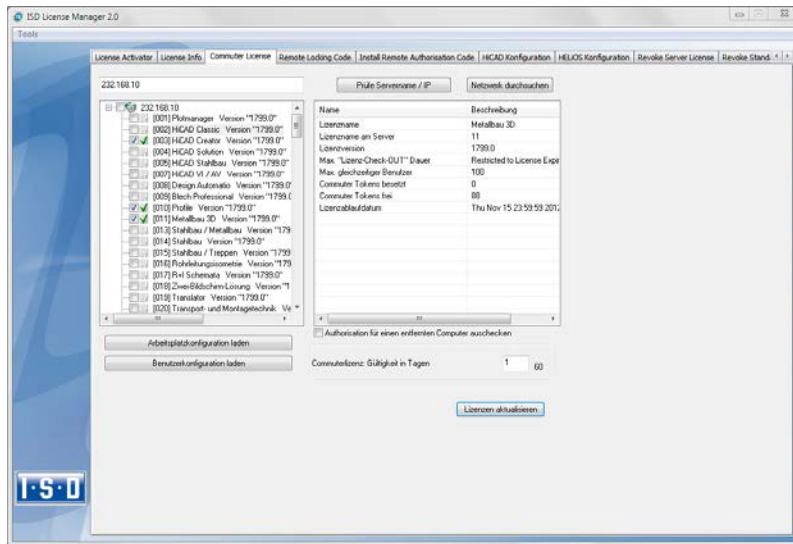 ISD License Manager 2.0
Tools
License Activator
License Info
Commuter License
Remote Locking Code
Install Remote Authorisation Code
HiCAD Konfiguration
HELiOS Konfiguration
Revoke Server License
Revoke Stand
232.168.10
Prüfe Servername / IP
Netzwerk durchsuchen
232.168.10
[001] Plotmanager Version "1799.0"
[002] HiCAD Classic Version "1799.0"
[003] HiCAD Creator Version "1799.0"
[004] HiCAD Solution Version "1799.0"
[005] HiCAD Stahlbau Version "1799.0"
[007] HiCAD VI / AV Version "1799.0"
[008] Design Automatio Version "1799.0"
[009] Blech Professional Version "1799.(
[010] Profile Version "1799.0"
[011] Metallbau 3D Version "1799.0"
[013] Stahlbau / Metallbau Version "179
[014] Stahlbau Version "1799.0"
[015] Stahlbau / Treppen Version "1799
[016] Rohrleitungsisometrie Version "179
[017] R+I Schemata Version "1799.0"
[018] Zwei-Bildschirm-Lösung Version "1
[019] Translator Version "1799.0"
[020] Transport- und Montagetechnik Ve
Name Beschreibung
Lizenzname Metallbau 3D
Lizenzname am Server 11
Lizenzversion 1799.0
Max. "Lizenz-Check-OUT" Dauer Restricted to License Expir
Max. gleichzeitiger Benutzer 100
Commuter Tokens besetzt 0
Commuter Tokens frei 88
Lizenzablaufdatum Thu Nov 15 23:59:59 2012
Authorisation für einen entfernten Computer auschecken
Arbeitsplatzkonfiguration laden
Benutzerkonfiguration laden
Commuterlizenz: Gültigkeit in Tagen 1 60
Lizenzen aktualisieren
I·S·D